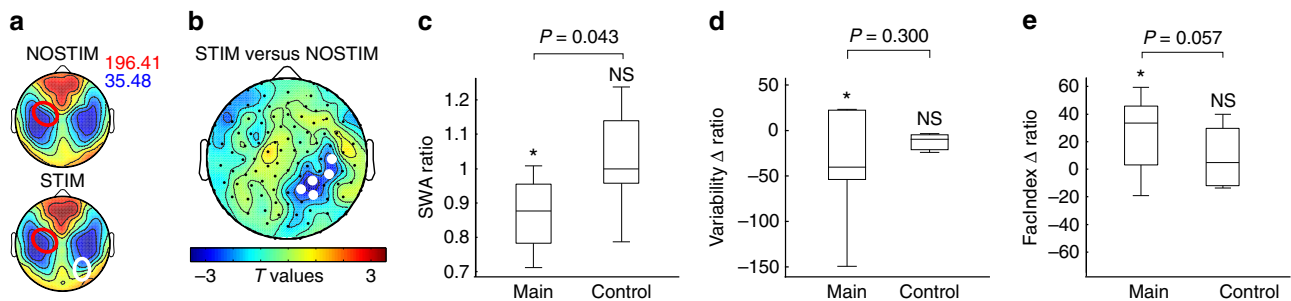 a
NOSTIM
196.41
35.48
STIM
b
STIM versus NOSTIM
−3 T values 3
c
P = 0.043
SWA ratio
1.2
1.1
1.0
0.9
0.8
0.7
*
NS
Main Control
d
P = 0.300
Variability Δ ratio
50
0
−50
−100
−150
*
NS
Main Control
e
P = 0.057
FacIndex Δ ratio
60
40
20
0
−20
−40
−60
*
NS
Main Control